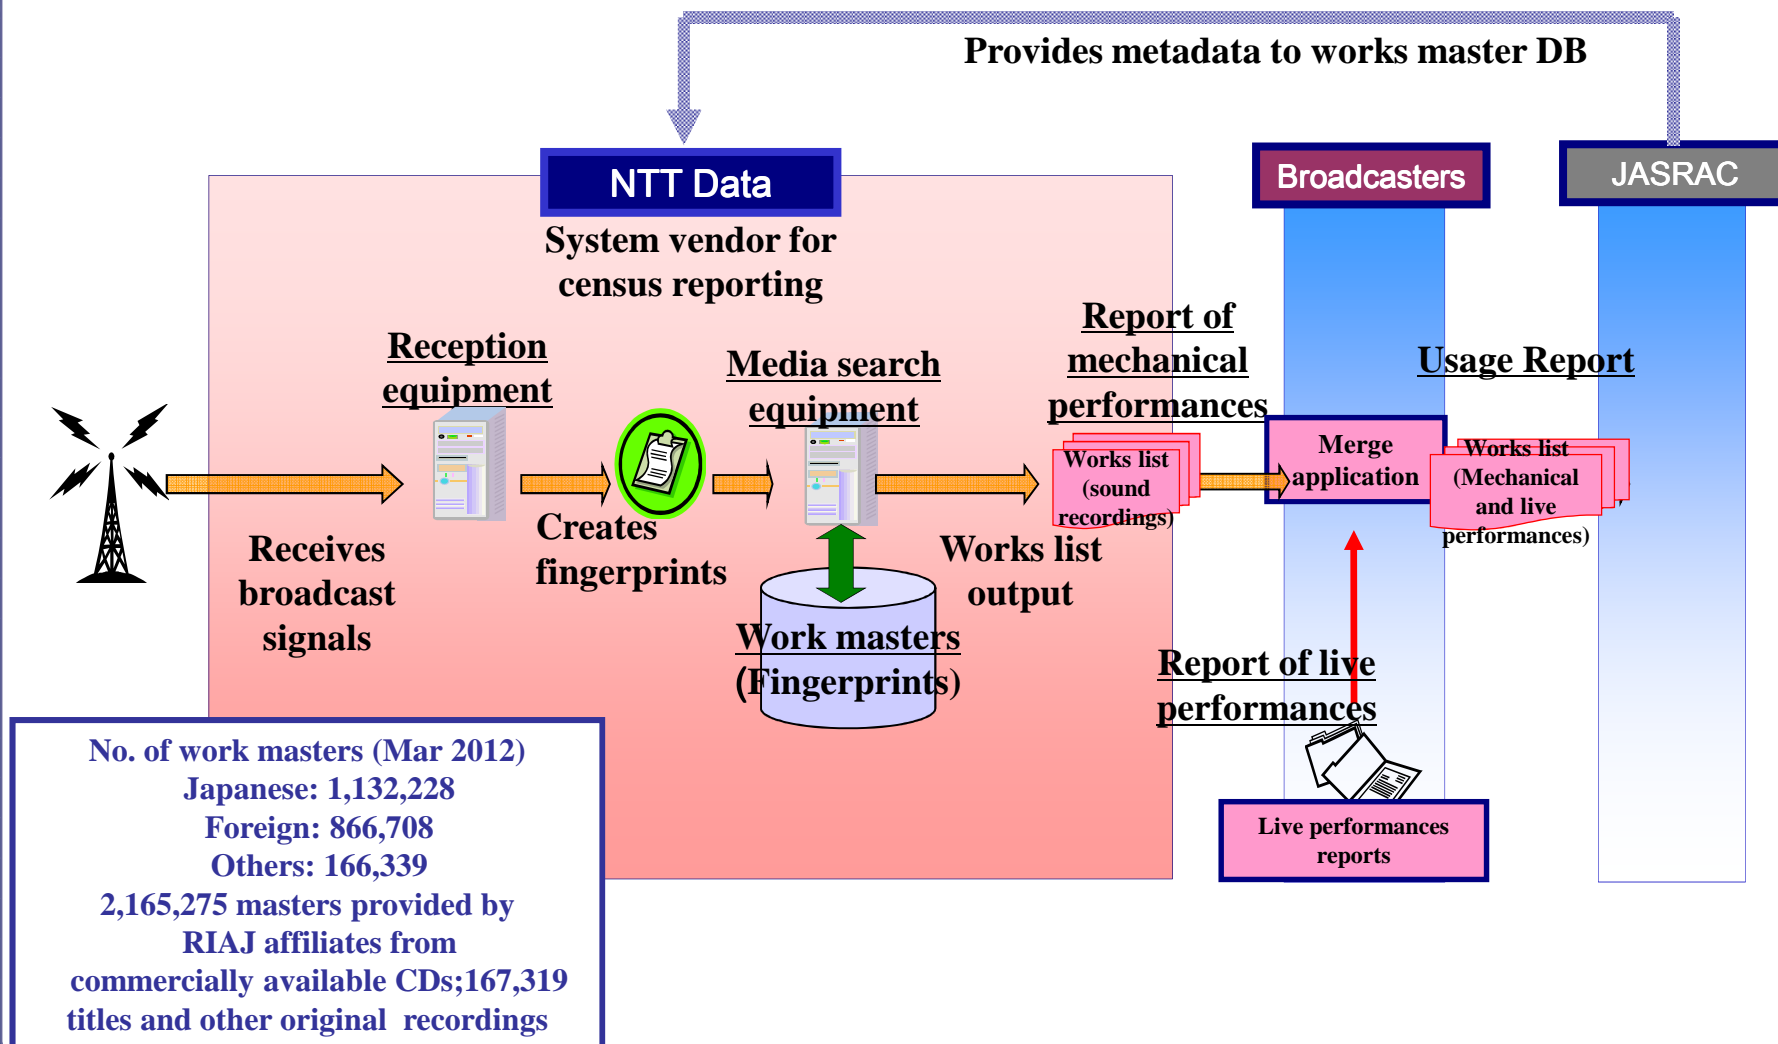 Provides metadata to works master DB
NTT Data
Broadcasters
JASRAC
System vendor for
census reporting
Reception
equipment
Media search
equipment
Report of
mechanical
performances
Usage Report
Works list
(sound
recordings)
Merge
application
Works list
(Mechanical
and live
performances)
Receives
broadcast
signals
Creates
fingerprints
Works list
output
Work masters
(Fingerprints)
Report of live
performances
Live performances
reports
No. of work masters (Mar 2012)
Japanese: 1,132,228
Foreign: 866,708
Others: 166,339
2,165,275 masters provided by
RIAJ affiliates from
commercially available CDs;167,319
titles and other original recordings